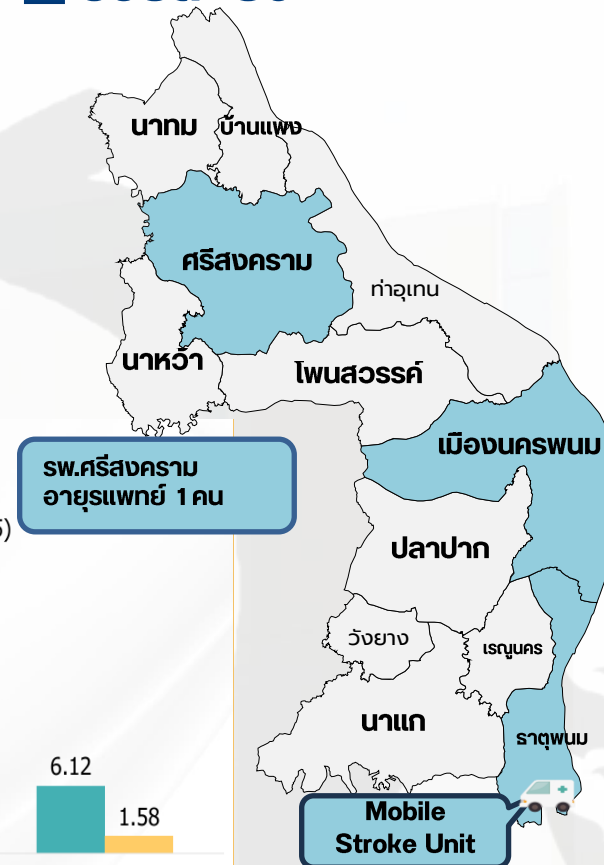 นาทม
บ้านแพง
ศรีสงคราม
ท่าอุเทน
นาหว้า
โพนสวรรค์
เมืองนครพนม
รพ.ศรีสงคราม
อายุรแพทย์ 1 คน
ปลาปาก
วังยาง
เรณูนคร
นาแก
ธาตุพนม
6.12
1.58
Mobile
Stroke Unit